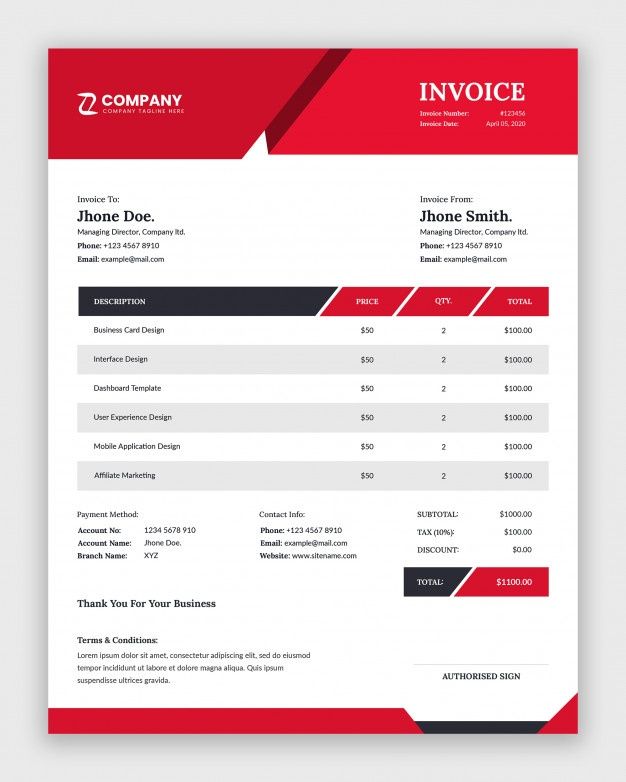 COMPANY
COMPANY TAGLINE HERE
INVOICE
Invoice Number: #123456
Invoice Date: April 05, 2020
Invoice To:
Jhone Doe.
Managing Director, Company ltd.
Phone: +123 4567 8910
Email: example@mail.com
Invoice From:
Jhone Smith.
Managing Director, Company ltd.
Phone: +123 4567 8910
Email: example@mail.com
DESCRIPTION PRICE QTY. TOTAL
Business Card Design $50 2 $100.00
Interface Design $50 2 $100.00
Dashboard Template $50 2 $100.00
User Experience Design $50 2 $100.00
Mobile Application Design $50 2 $100.00
Affiliate Marketing $50 2 $100.00
Payment Method:
Account No: 1234 5678 910
Account Name: Jhone Doe.
Branch Name: XYZ
Contact Info:
Phone: +123 4567 8910
Email: example@mail.com
Website: www.sitename.com
SUBTOTAL: $1000.00
TAX (10%): $100.00
DISCOUNT: $0.00
TOTAL: $1100.00
Thank You For Your Business
Terms & Conditions:
Lorem ipsum dolor sit amet, consectetur adipiscing elit, sed do eiusmod
tempor incididunt ut labore et dolore magna aliqua. Quis ipsum
suspendisse ultrices gravida.
AUTHORISED SIGN